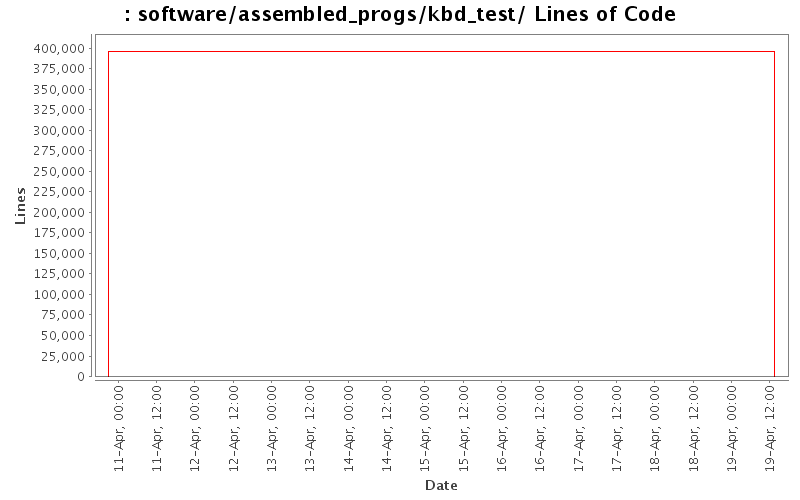 : software/assembled_progs/kbd_test/ Lines of Code
400,000
375,000
350,000
325,000
300,000
275,000
250,000
225,000
200,000
175,000
150,000
125,000
100,000
75,000
50,000
25,000
0
Lines
11-Apr, 00:00
11-Apr, 12:00
12-Apr, 00:00
12-Apr, 12:00
13-Apr, 00:00
13-Apr, 12:00
14-Apr, 00:00
14-Apr, 12:00
15-Apr, 00:00
15-Apr, 12:00
16-Apr, 00:00
16-Apr, 12:00
17-Apr, 00:00
17-Apr, 12:00
18-Apr, 00:00
18-Apr, 12:00
19-Apr, 00:00
19-Apr, 12:00
Date